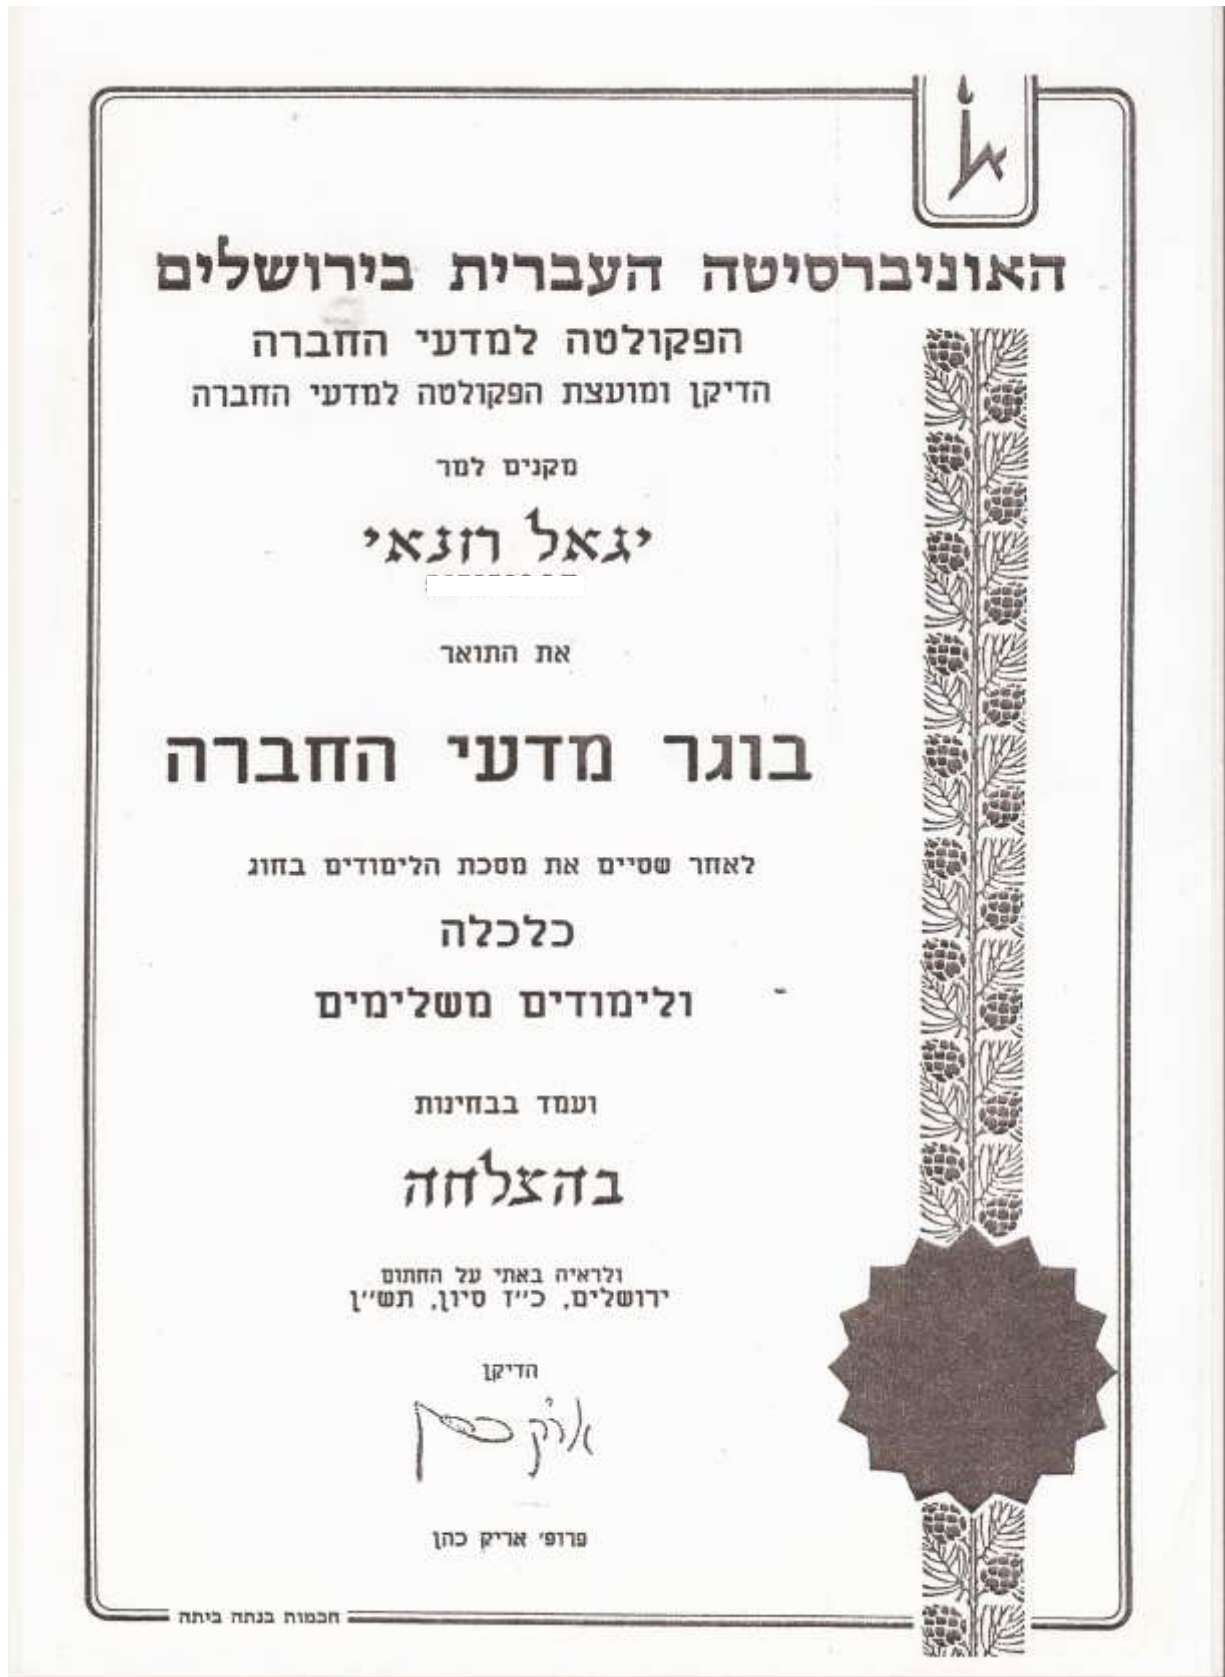 האוניברסיטה העברית בירושלים
הפקולטה למדעי החברה
הדיקן ומועצת הפקולטה למדעי החברה
מקנים למר
יגאל רזנאי
את התואר
בוגר מדעי החברה
לאחר שסיים את מסכת הלימודים בחוג
כלכלה
ולימודים משלימים
ועמד בבחינות
בהצלחה
ולראיה באתי על החתום
ירושלים, כ״ז סיון, תש״ן
הדיקן
אריק כהן
פרופ׳ אריק כהן
חכמות בנתה ביתה